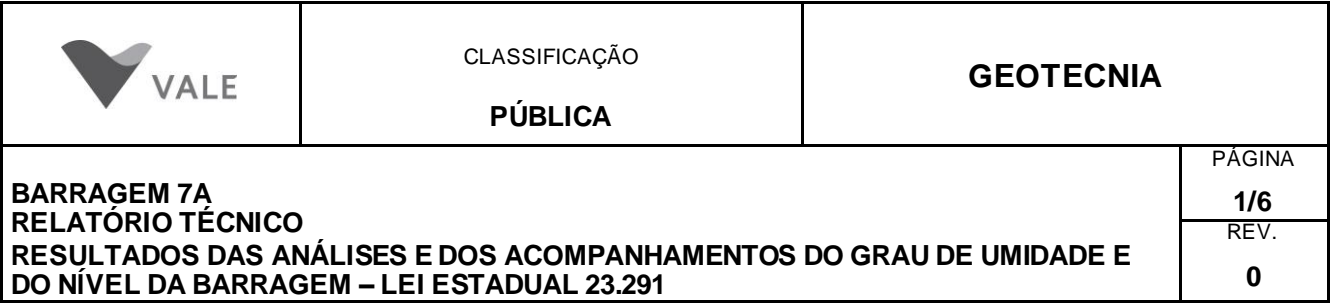 VALE
CLASSIFICAÇÃO
PÚBLICA
GEOTECNIA
PÁGINA
1/6
BARRAGEM 7A
RELATÓRIO TÉCNICO
RESULTADOS DAS ANÁLISES E DOS ACOMPANHAMENTOS DO GRAU DE UMIDADE E
DO NÍVEL DA BARRAGEM – LEI ESTADUAL 23.291
REV.
0